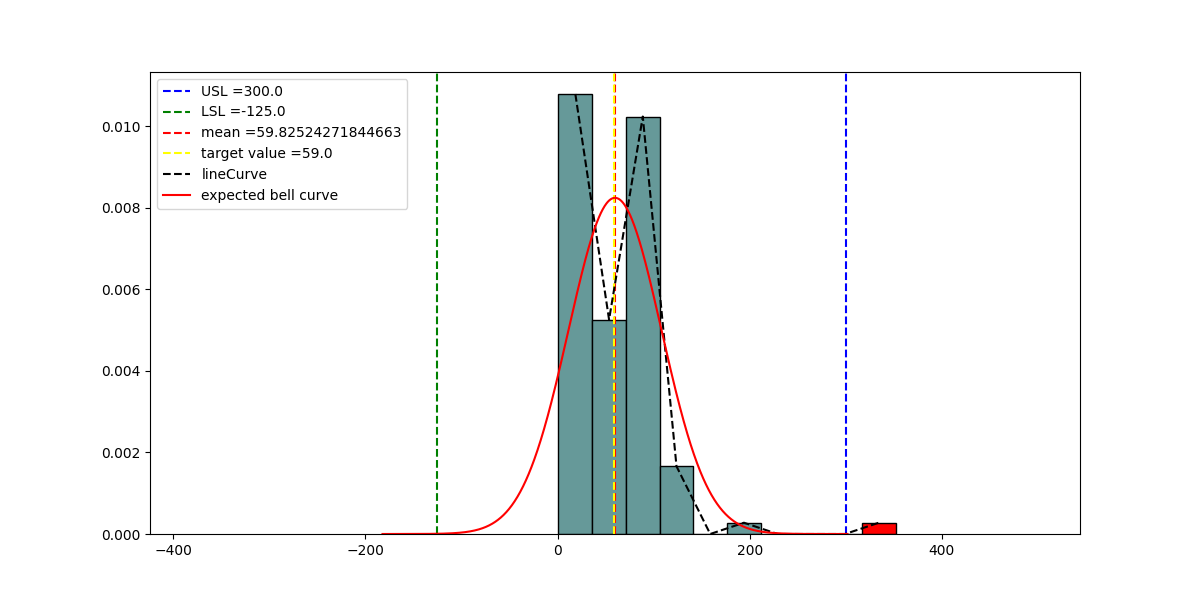 USL =300.0
LSL =-125.0
mean =59.82524271844663
target value =59.0
lineCurve
expected bell curve
0.010
0.008
0.006
0.004
0.002
0.000
−400 −200 0 200 400